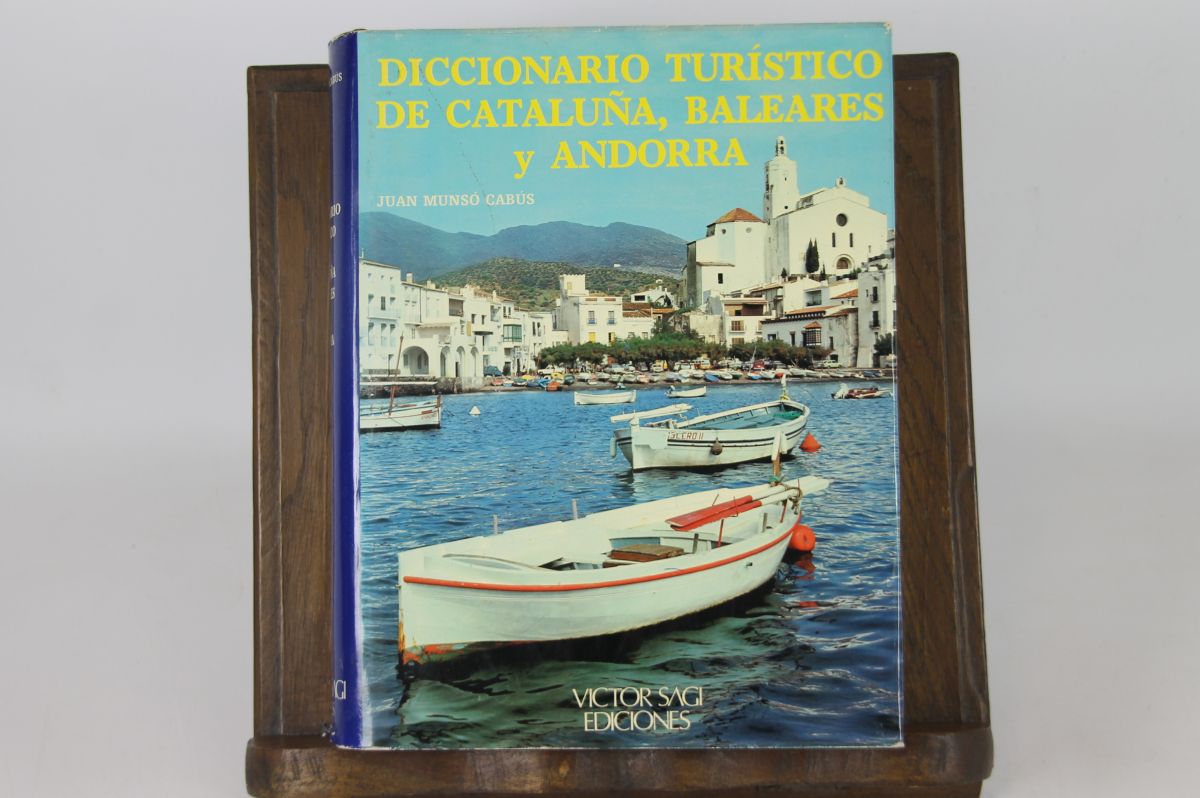 DICCIONARIO TURÍSTICO
DE CATALUÑA, BALEARES
y ANDORRA
JUAN MUNSÓ CABÚS
VICTOR SAGI
EDICIONES